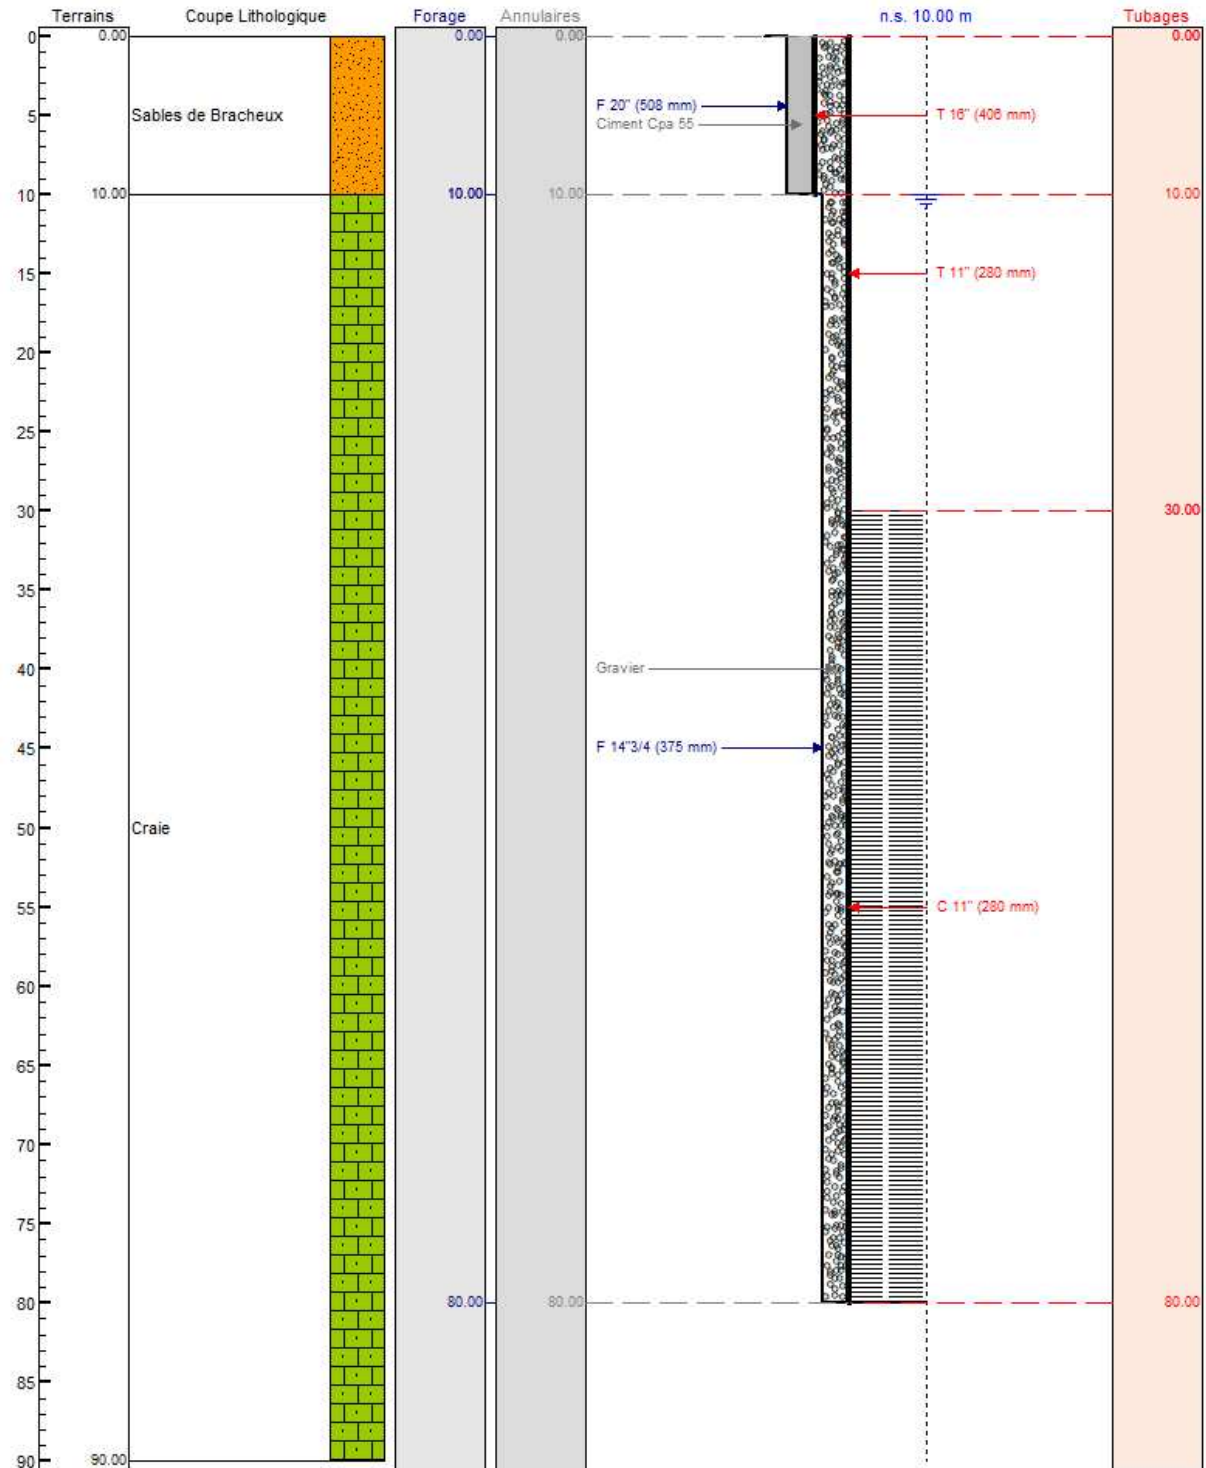 Terrains Coupe Lithologique Forage Annulaires n.s. 10.00 m Tubages
0 0.00 0.00 0.00 0.00
F 20" (508 mm)
5 Sables de Bracheux T 16" (406 mm)
Ciment Cpa 55
10 10.00 10.00 10.00 10.00
15 T 11" (280 mm)
20
25
30 30.00
35
40 Gravier
45 F 14"3/4 (375 mm)
50 Craie
55 C 11" (280 mm)
60
65
70
75
80 80.00 80.00 80.00
85
90 90.00